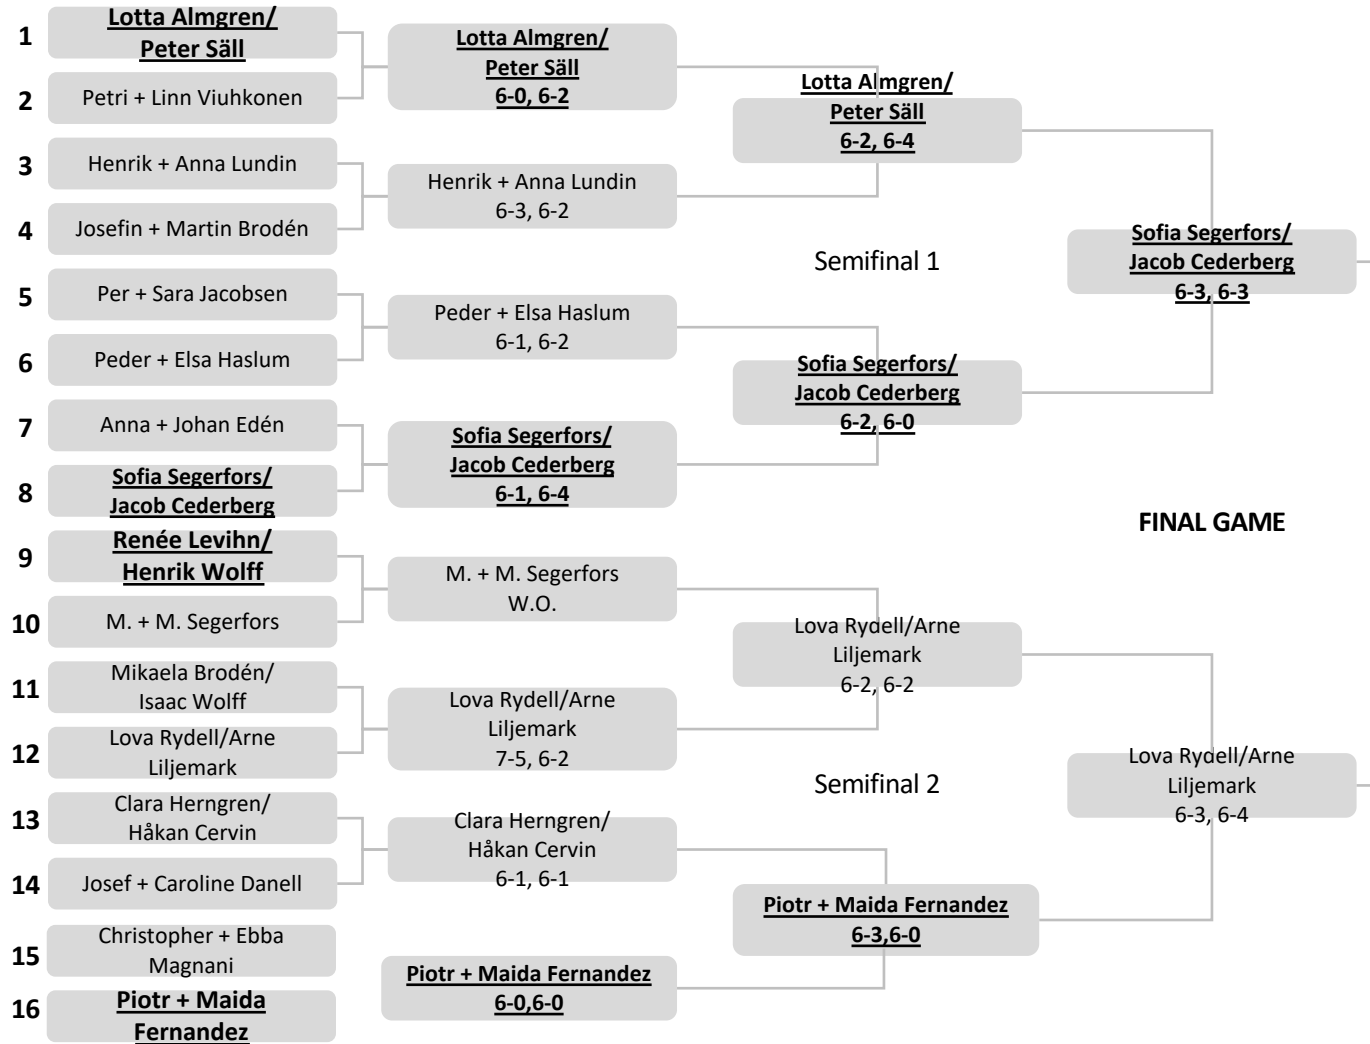 1
Lotta Almgren/
Peter Säll
2
Petri + Linn Viuhkonen
3
Henrik + Anna Lundin
4
Josefin + Martin Brodén
5
Per + Sara Jacobsen
6
Peder + Elsa Haslum
7
Anna + Johan Edén
8
Sofia Segerfors/
Jacob Cederberg
9
Renée Levihn/
Henrik Wolff
10
M. + M. Segerfors
11
Mikaela Brodén/
Isaac Wolff
12
Lova Rydell/Arne
Liljemark
13
Clara Herngren/
Håkan Cervin
14
Josef + Caroline Danell
15
Christopher + Ebba
Magnani
16
Piotr + Maida
Fernandez
Lotta Almgren/
Peter Säll
6-0, 6-2
Henrik + Anna Lundin
6-3, 6-2
Peder + Elsa Haslum
6-1, 6-2
Sofia Segerfors/
Jacob Cederberg
6-1, 6-4
M. + M. Segerfors
W.O.
Lova Rydell/Arne
Liljemark
7-5, 6-2
Clara Herngren/
Håkan Cervin
6-1, 6-1
Piotr + Maida Fernandez
6-0,6-0
Lotta Almgren/
Peter Säll
6-2, 6-4
Semifinal 1
Sofia Segerfors/
Jacob Cederberg
6-2, 6-0
Lova Rydell/Arne
Liljemark
6-2, 6-2
Semifinal 2
Piotr + Maida Fernandez
6-3,6-0
Sofia Segerfors/
Jacob Cederberg
6-3, 6-3
FINAL GAME
Lova Rydell/Arne
Liljemark
6-3, 6-4